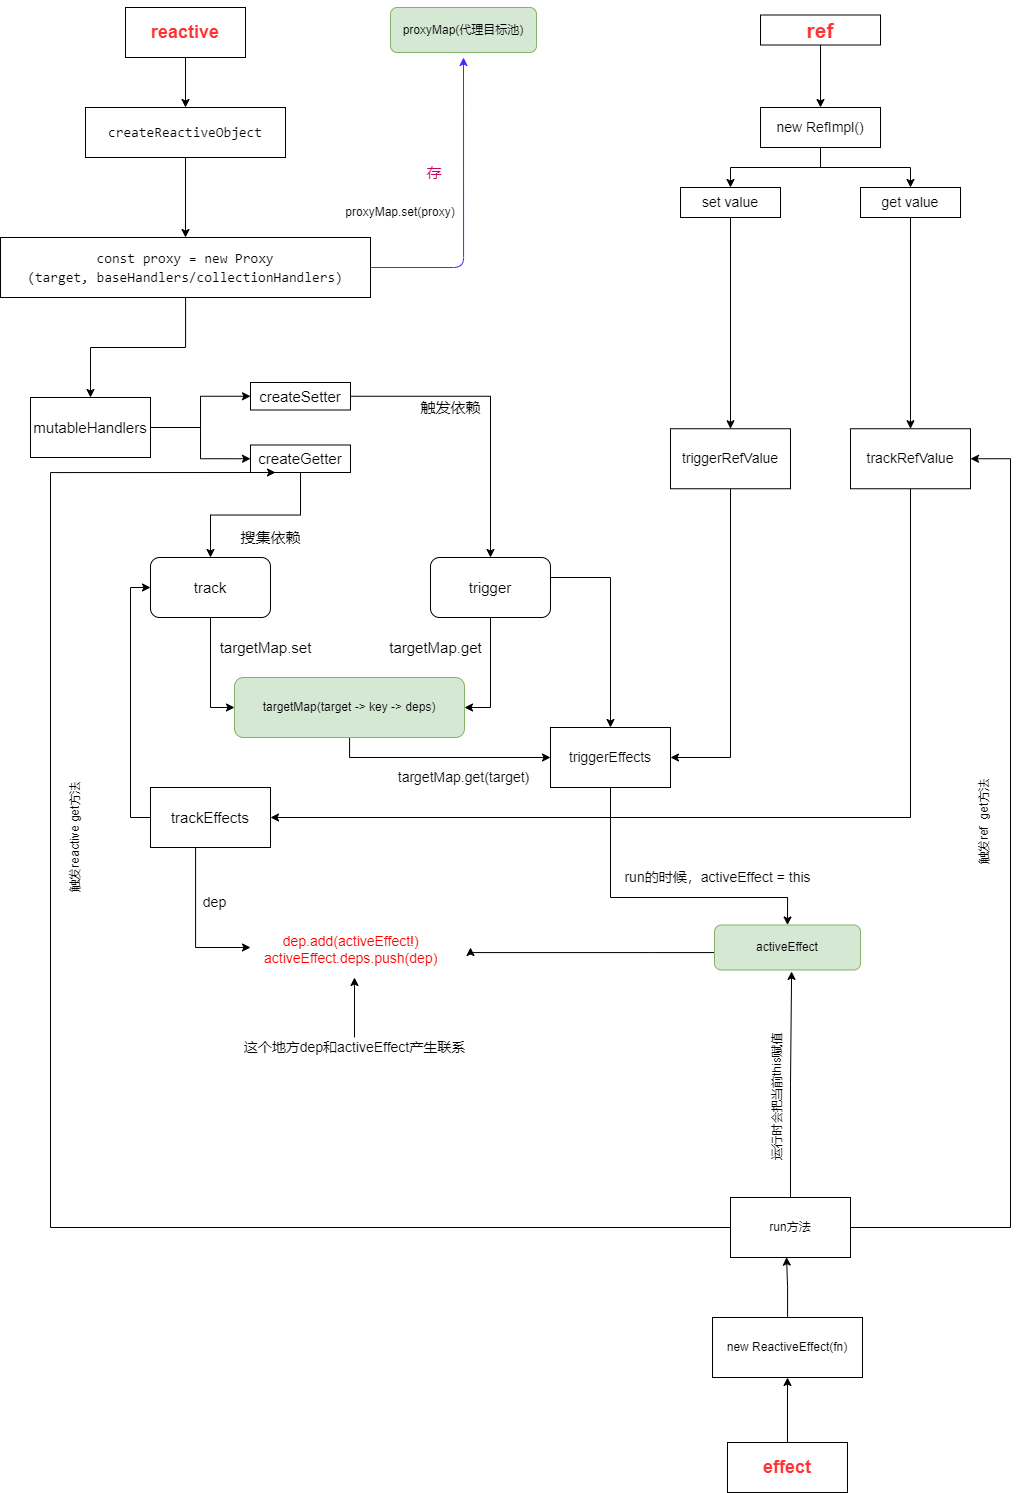 reactive
proxyMap(代理目标池)
ref
createReactiveObject
new RefImpl()
存
proxyMap.set(proxy)
set value
get value
const proxy = new Proxy
(target, baseHandlers/collectionHandlers)
mutableHandlers
createSetter
触发依赖
createGetter
triggerRefValue
trackRefValue
搜集依赖
track
trigger
targetMap.set
targetMap.get
targetMap(target -> key -> deps)
triggerEffects
targetMap.get(target)
trackEffects
触发reactive get方法
触发ref get方法
run的时候，activeEffect = this
dep
dep.add(activeEffect!)
activeEffect.deps.push(dep)
activeEffect
这个地方dep和activeEffect产生联系
运行时会把当前this赋值
run方法
new ReactiveEffect(fn)
effect